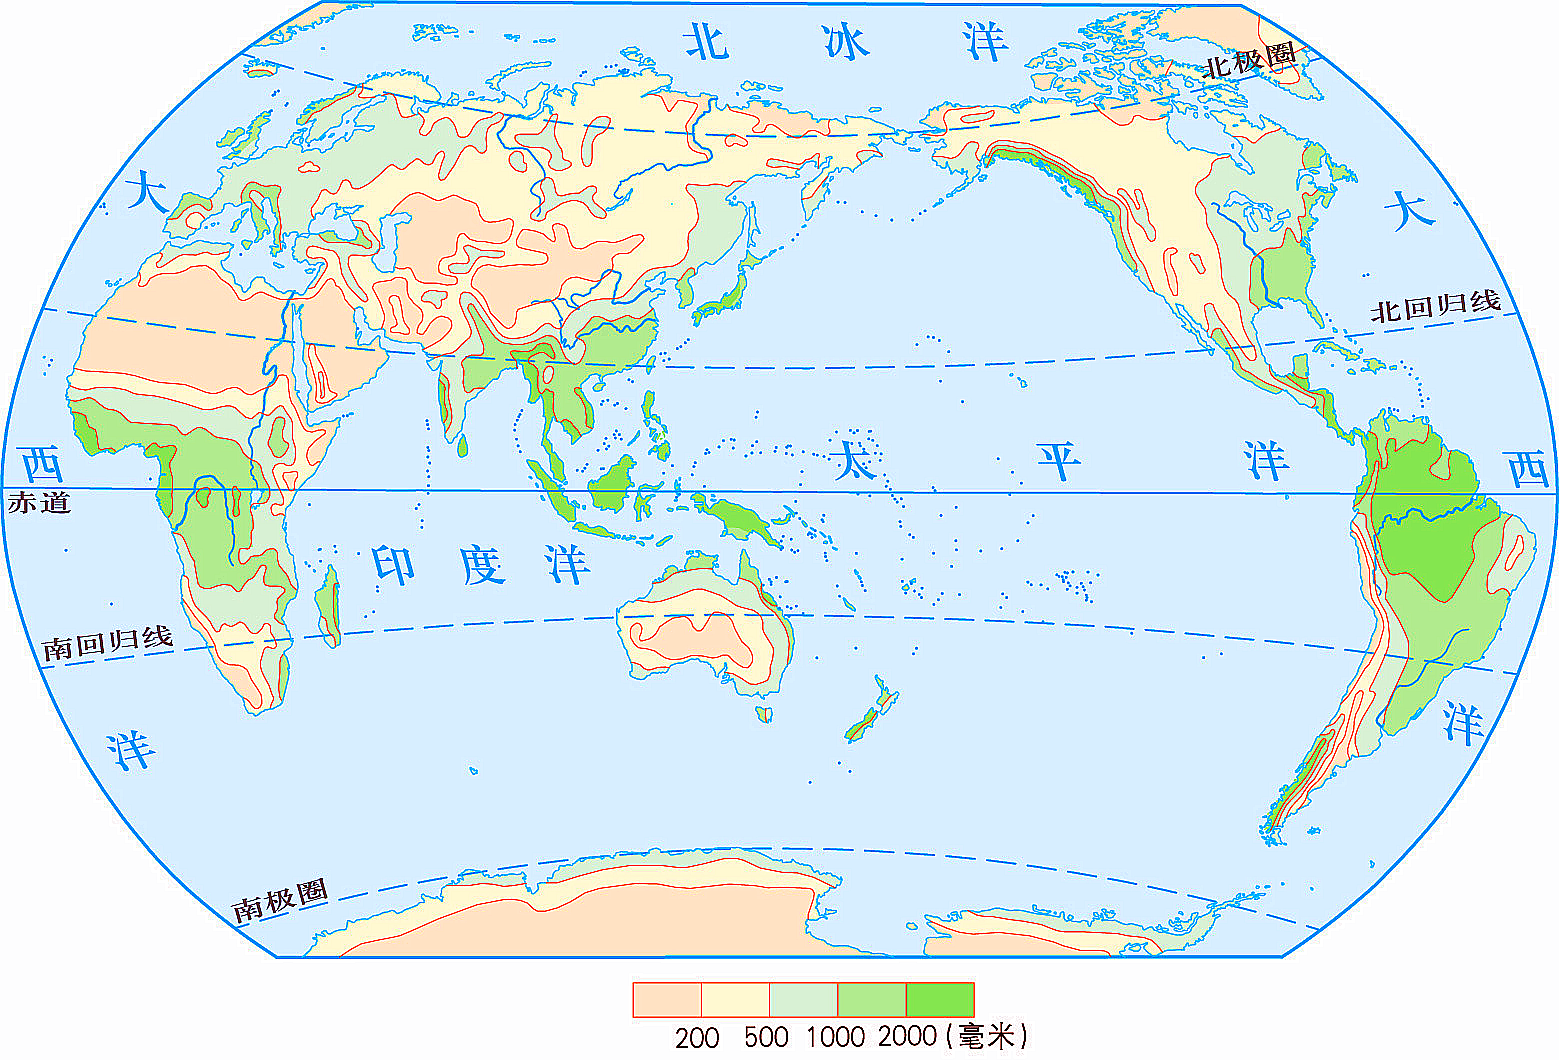 北冰洋
北极圈
大
大
北回归线
西
太平洋
西
赤道
印度洋
南回归线
洋
洋
南极圈
200 500 1000 2000(毫米)